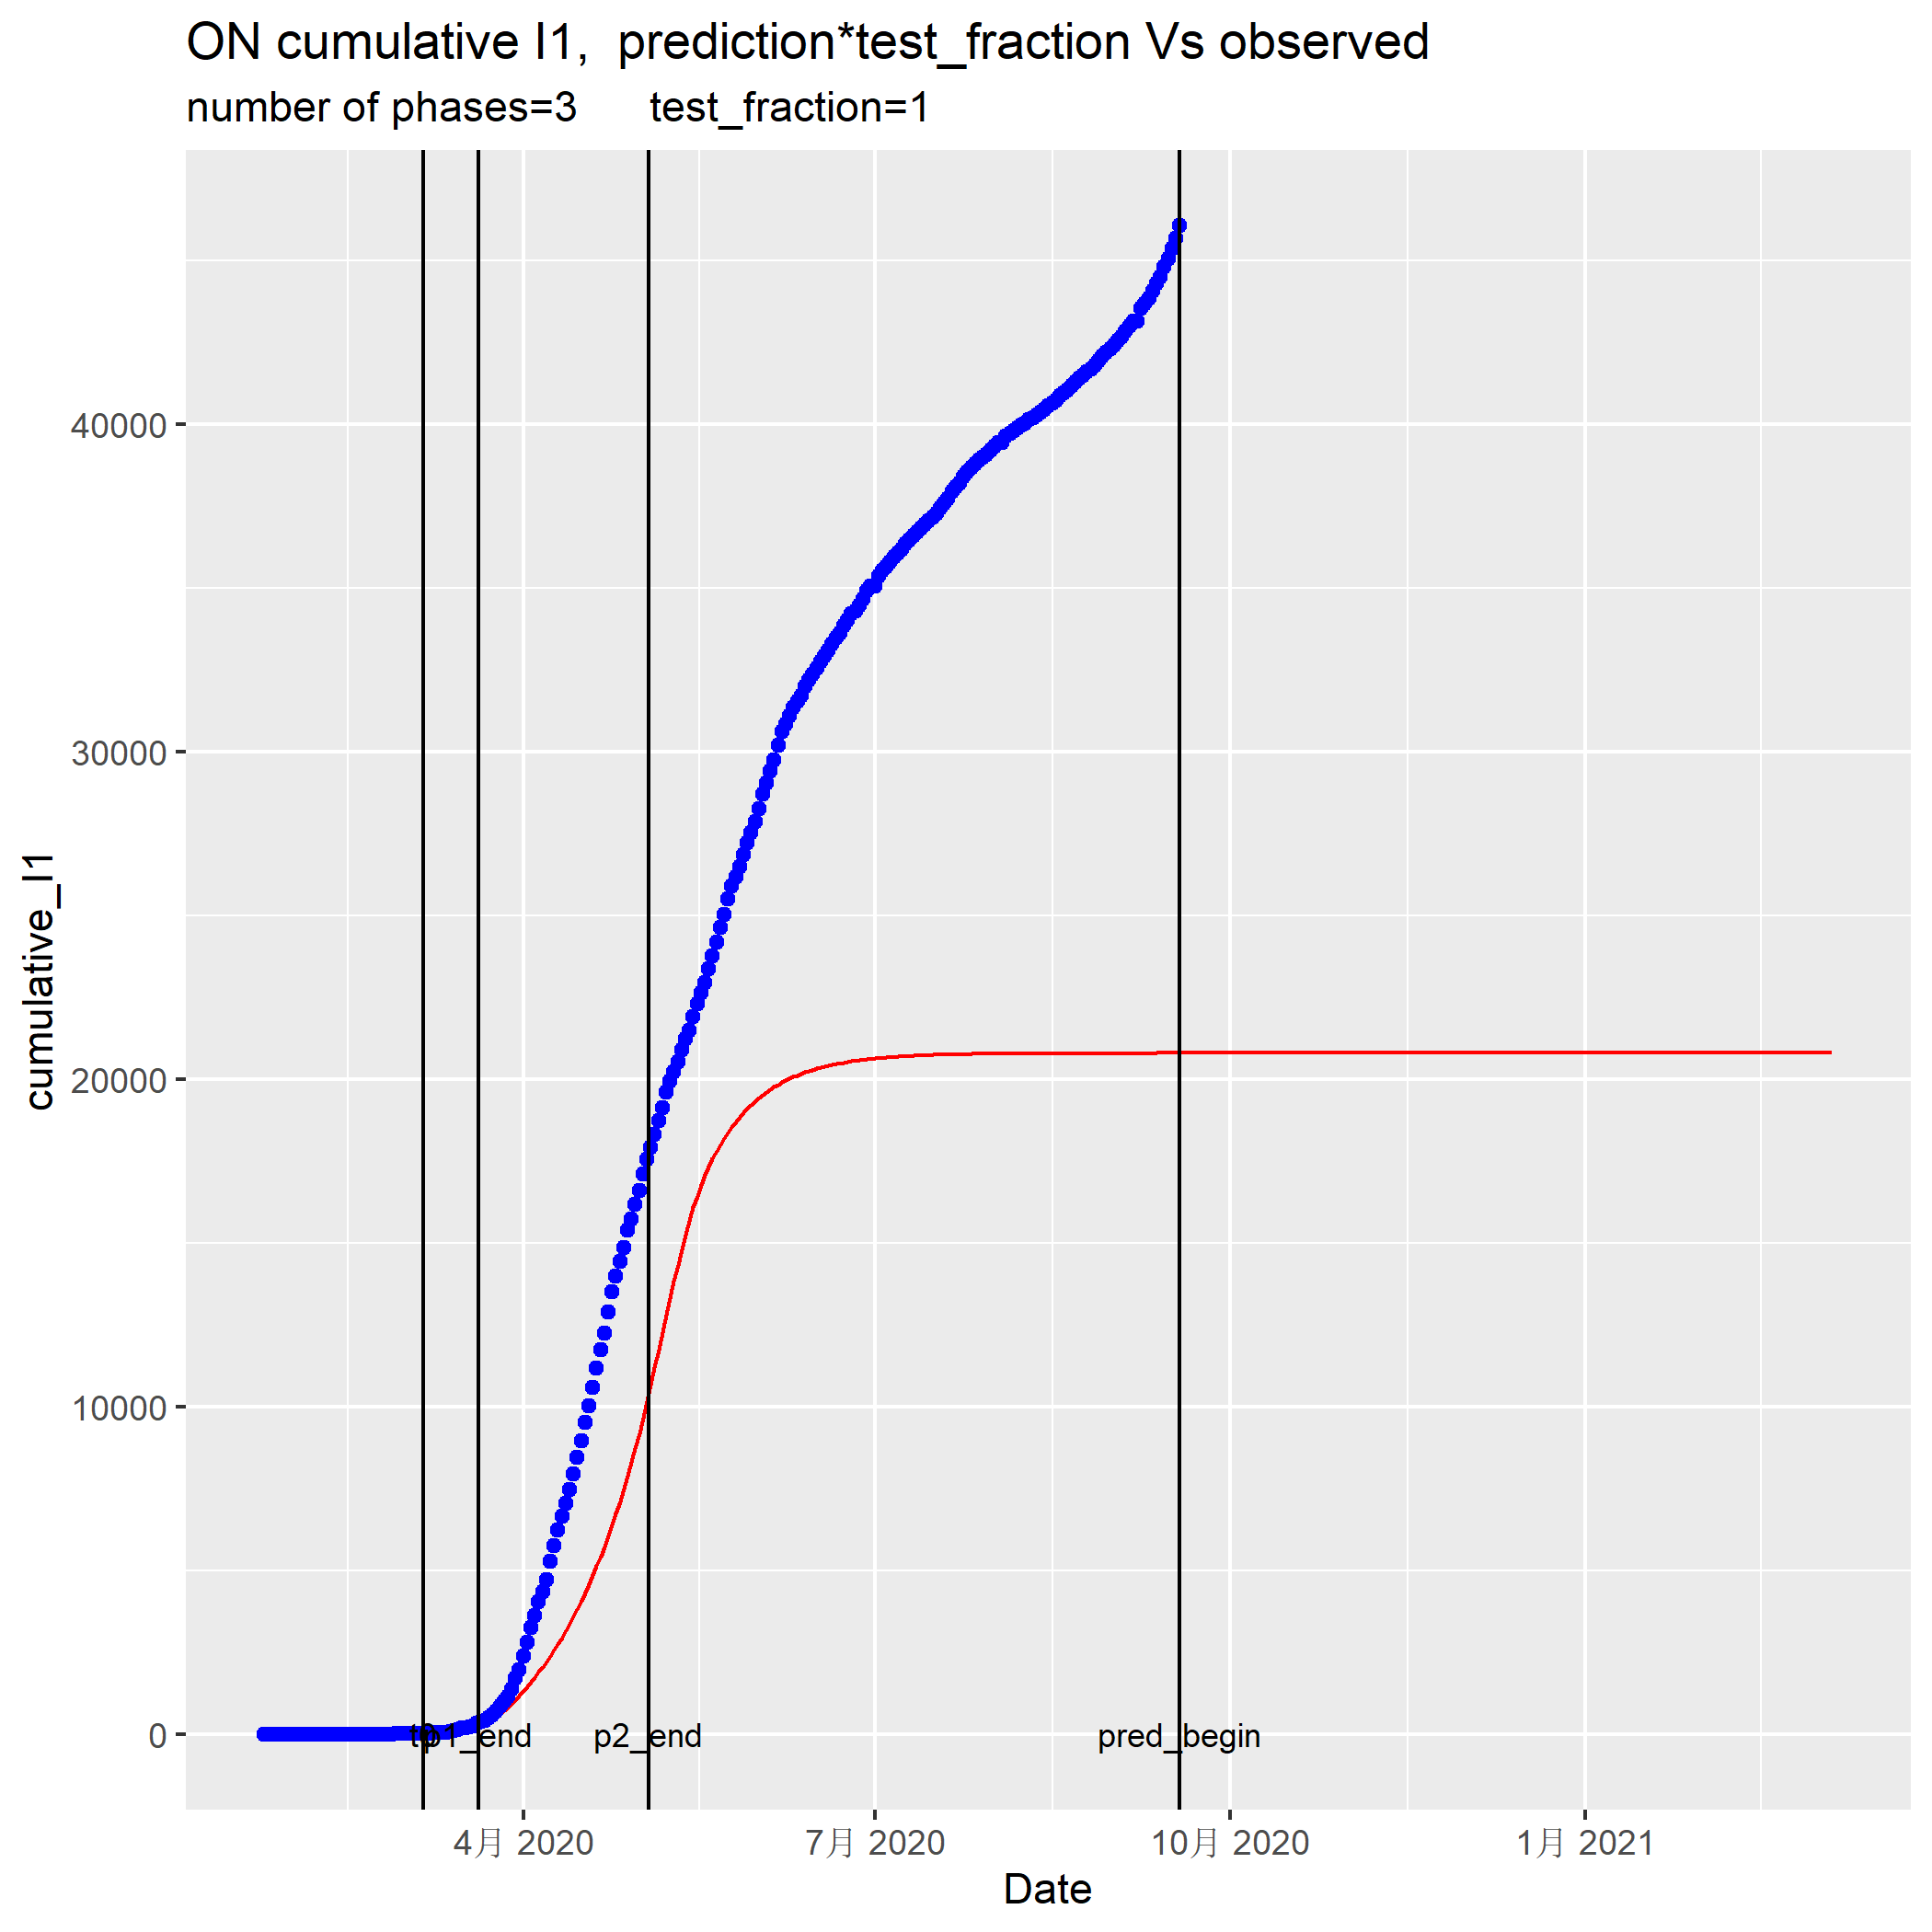 ON cumulative I1,  prediction*test_fraction Vs observed
number of phases=3      test_fraction=1
cumulative_I1
40000
30000
20000
10000
0
p1_end
p2_end
pred_begin
4月 2020
7月 2020
10月 2020
1月 2021
Date